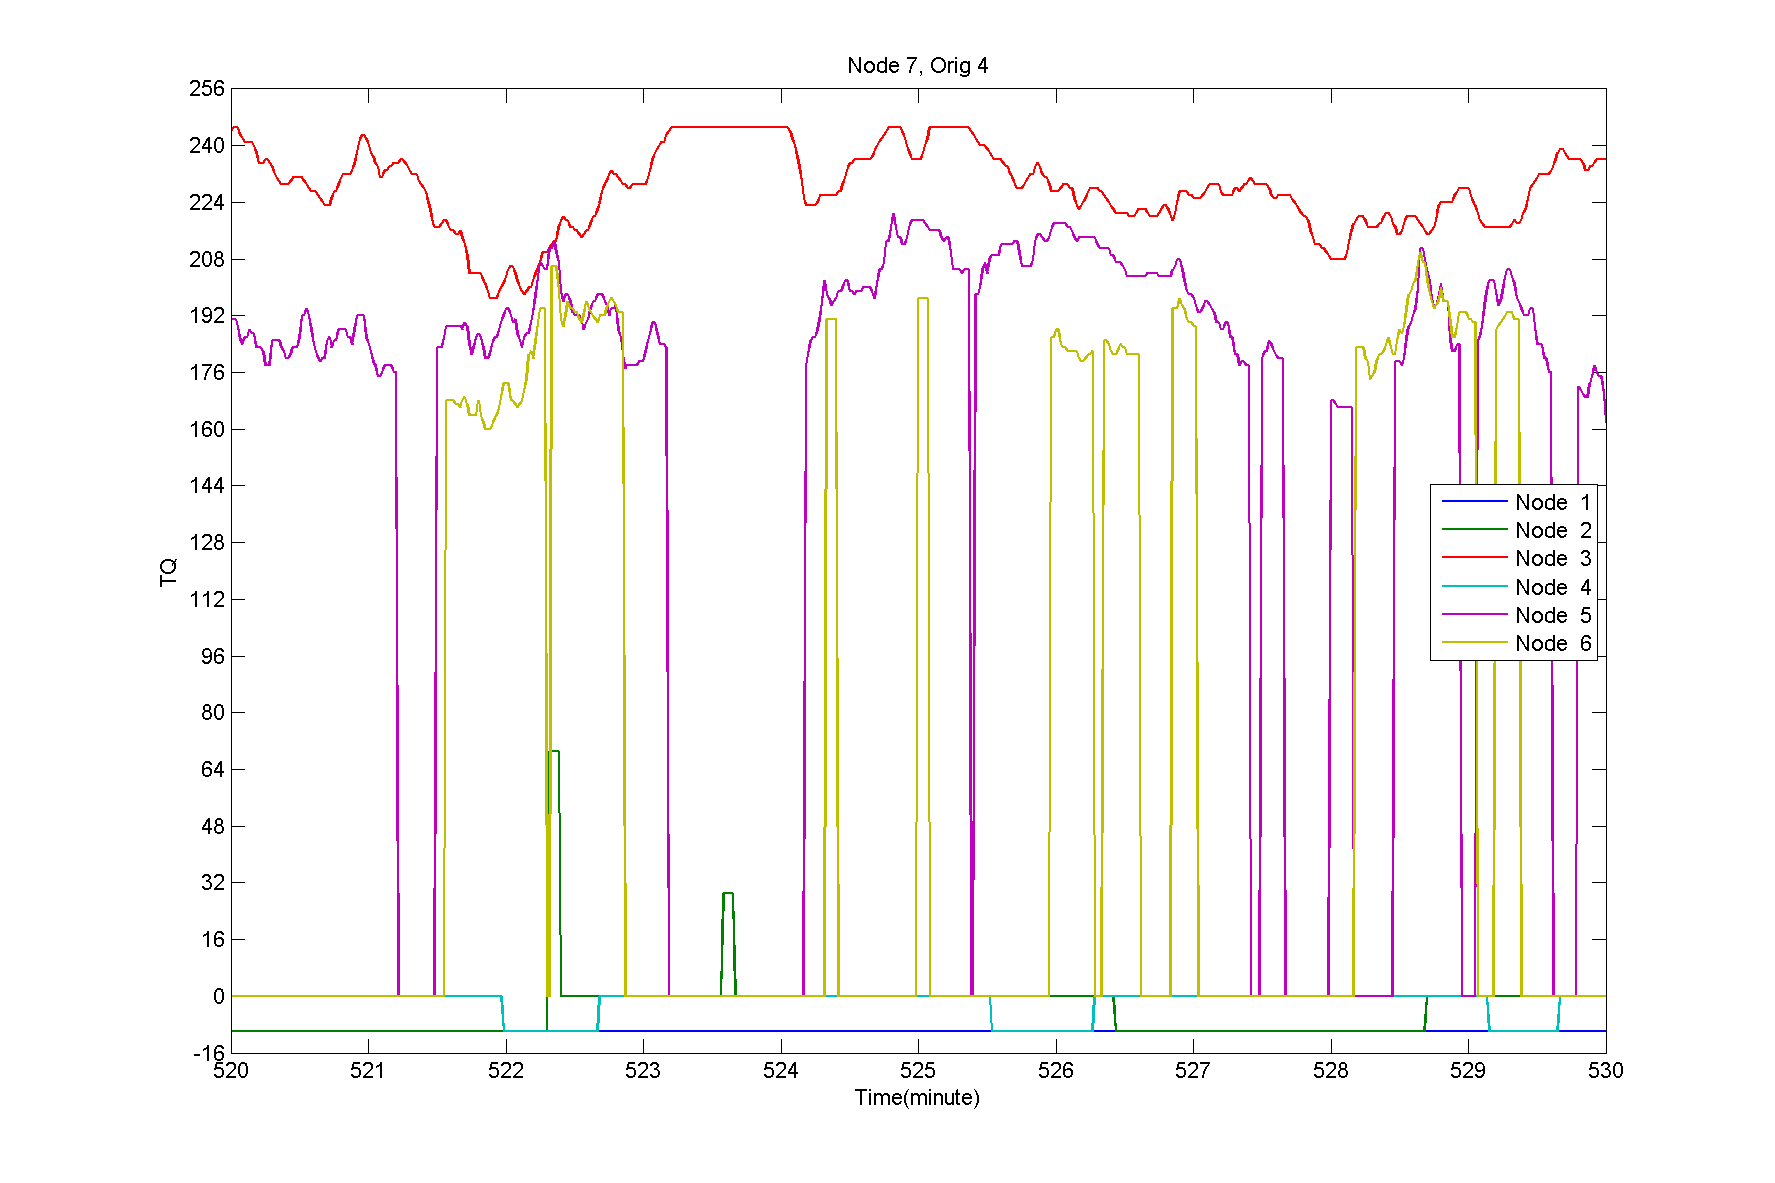 Node 7, Orig 4
256
240
224
208
192
176
160
144
128
112
96
80
64
48
32
16
0
-16
TQ
Node 1
Node 2
Node 3
Node 4
Node 5
Node 6
520 521 522 523 524 525 526 527 528 529 530
Time(minute)